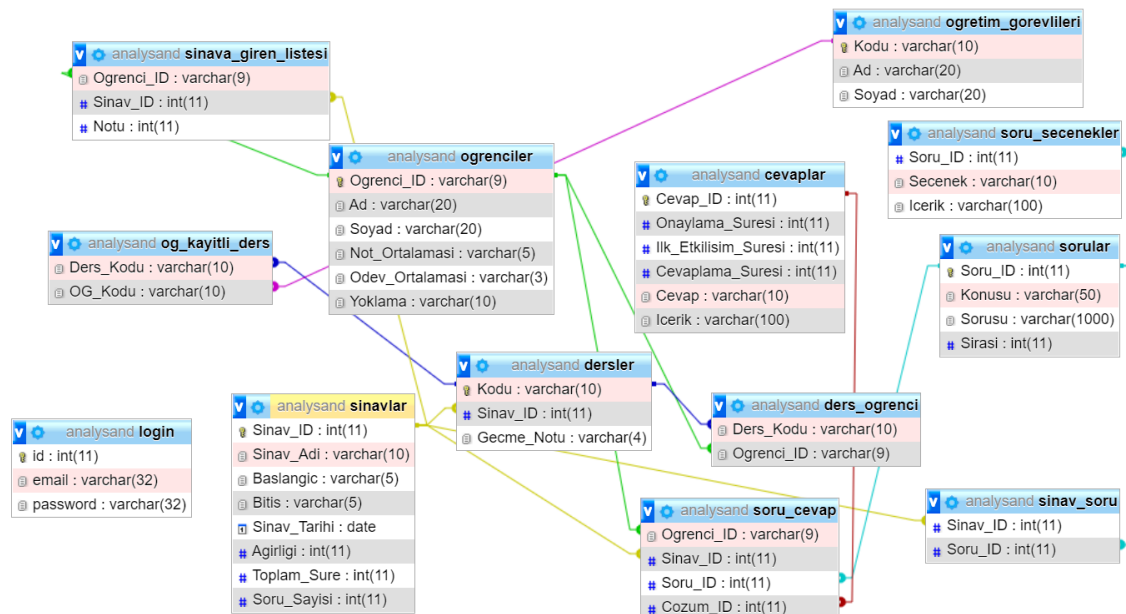 analysand sinava_giren_listesi
Ogrenci_ID : varchar(9)
Sinav_ID : int(11)
Notu : int(11)
analysand ogretim_gorevlileri
Kodu : varchar(10)
Ad : varchar(20)
Soyad : varchar(20)
analysand soru_secenekler
Soru_ID : int(11)
Secenek : varchar(10)
Icerik : varchar(100)
analysand ogrenciler
Ogrenci_ID : varchar(9)
Ad : varchar(20)
Soyad : varchar(20)
Not_Ortalamasi : varchar(5)
Odev_Ortalamasi : varchar(3)
Yoklama : varchar(10)
analysand cevaplar
Cevap_ID : int(11)
Onaylama_Suresi : int(11)
Ilk_Etkilisim_Suresi : int(11)
Cevaplama_Suresi : int(11)
Cevap : varchar(10)
Icerik : varchar(100)
analysand og_kayitli_ders
Ders_Kodu : varchar(10)
OG_Kodu : varchar(10)
analysand sorular
Soru_ID : int(11)
Konusu : varchar(50)
Sorusu : varchar(1000)
Sirasi : int(11)
analysand dersler
Kodu : varchar(10)
Sinav_ID : int(11)
Gecme_Notu : varchar(4)
analysand sinavlar
Sinav_ID : int(11)
Sinav_Adi : varchar(10)
Baslangic : varchar(5)
Bitis : varchar(5)
Sinav_Tarihi : date
Agirligi : int(11)
Toplam_Sure : int(11)
Soru_Sayisi : int(11)
analysand ders_ogrenci
Ders_Kodu : varchar(10)
Ogrenci_ID : varchar(9)
analysand login
id : int(11)
email : varchar(32)
password : varchar(32)
analysand soru_cevap
Ogrenci_ID : varchar(9)
Sinav_ID : int(11)
Soru_ID : int(11)
Cozum_ID : int(11)
analysand sinav_soru
Sinav_ID : int(11)
Soru_ID : int(11)